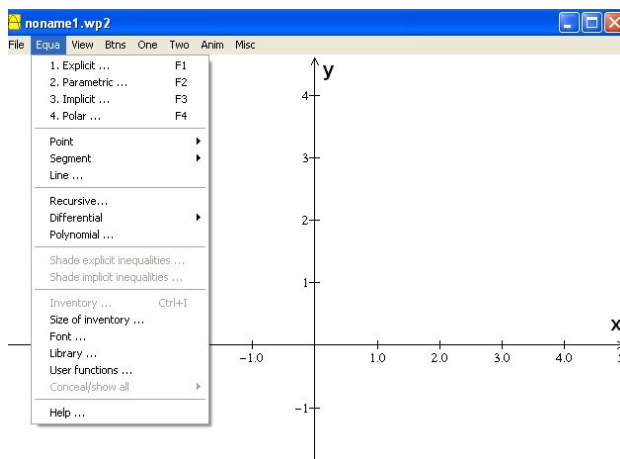 noname1.wp2
File Equa View Btns One Two Anim Misc
1. Explicit ... F1
2. Parametric ... F2
3. Implicit ... F3
4. Polar ... F4
Point
Segment
Line ...
Recursive...
Differential
Polynomial ...
Shade explicit inequalities ...
Shade implicit inequalities ...
Inventory ... Ctrl+I
Size of inventory ...
Font ...
Library ...
User functions ...
Conceal/show all
Help ...
y
4
3
2
1
x
-1.0 1.0 2.0 3.0 4.0
-1